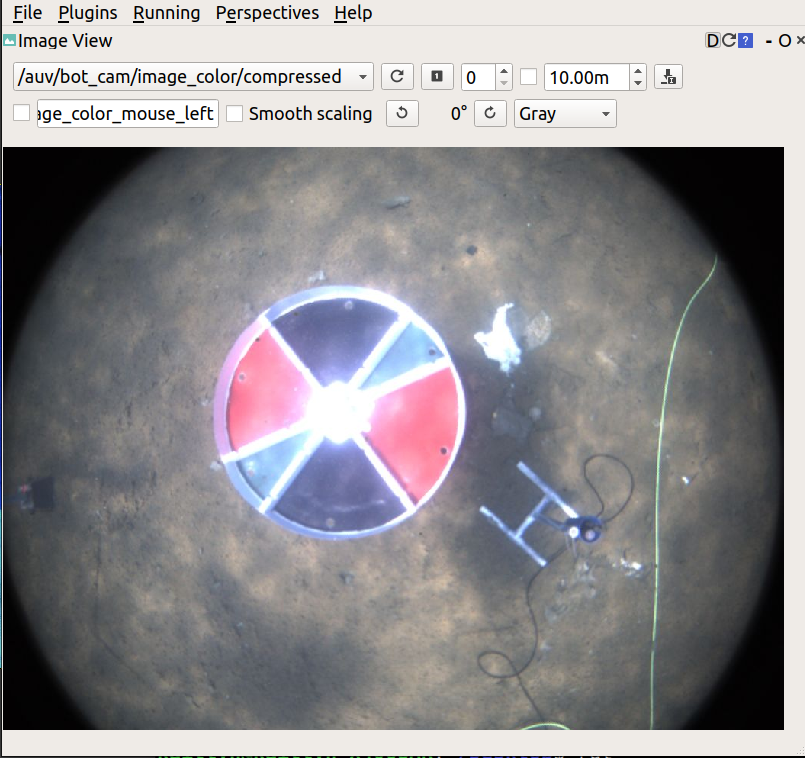 File Plugins Running Perspectives Help
Image View D ? - O ×
/auv/bot_cam/image_color/compressed 1 0 10.00m
age_color_mouse_left Smooth scaling 0° Gray